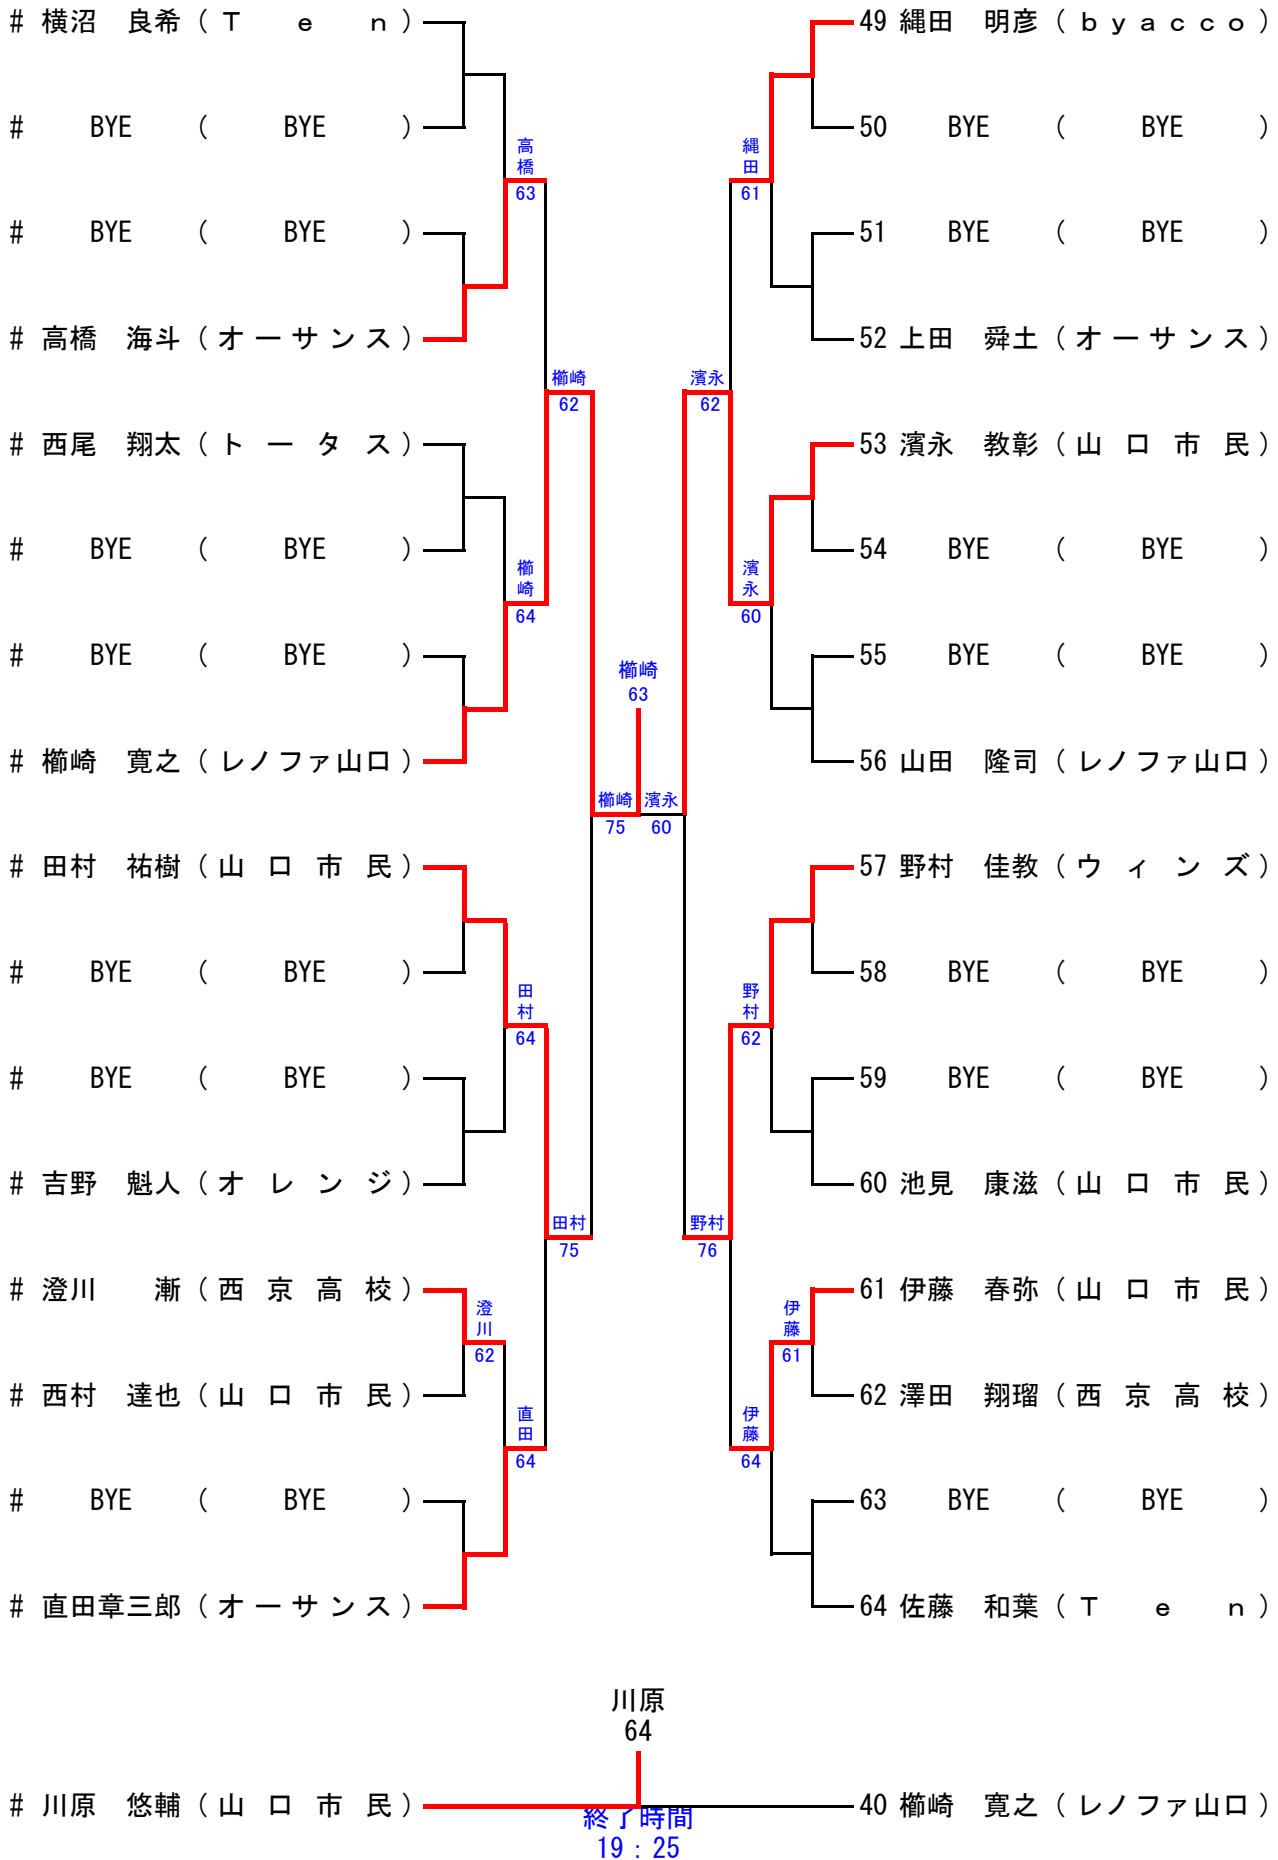 # 横沼　良希（Ｔ　ｅ　ｎ）
49 縄田　明彦（ｂｙａｃｃｏ）
# BYE （ BYE ）
50 BYE （ BYE ）
高橋
63
縄田
61
# BYE （ BYE ）
51 BYE （ BYE ）
# 高橋　海斗（オーサンス）
52 上田　舜土（オーサンス）
櫛崎
62
濱永
62
# 西尾　翔太（トータス）
53 濱永　教彰（山口市民）
# BYE （ BYE ）
54 BYE （ BYE ）
櫛崎
64
濱永
60
# BYE （ BYE ）
55 BYE （ BYE ）
櫛崎
63
# 櫛崎　寛之（レノファ山口）
56 山田　隆司（レノファ山口）
櫛崎 濱永
75 60
# 田村　祐樹（山口市民）
57 野村　佳教（ウィンズ）
# BYE （ BYE ）
58 BYE （ BYE ）
田村
64
野村
62
# BYE （ BYE ）
59 BYE （ BYE ）
# 吉野　魁人（オレンジ）
60 池見　康滋（山口市民）
田村
75
野村
76
# 澄川　漸（西京高校）
61 伊藤　春弥（山口市民）
澄川
62
伊藤
61
# 西村　達也（山口市民）
62 澤田　翔瑠（西京高校）
直田
64
伊藤
64
# BYE （ BYE ）
63 BYE （ BYE ）
# 直田章三郎（オーサンス）
64 佐藤　和葉（Ｔ　ｅ　ｎ）
川原
64
# 川原　悠輔（山口市民）
40 櫛崎　寛之（レノファ山口）
終了時間
19：25